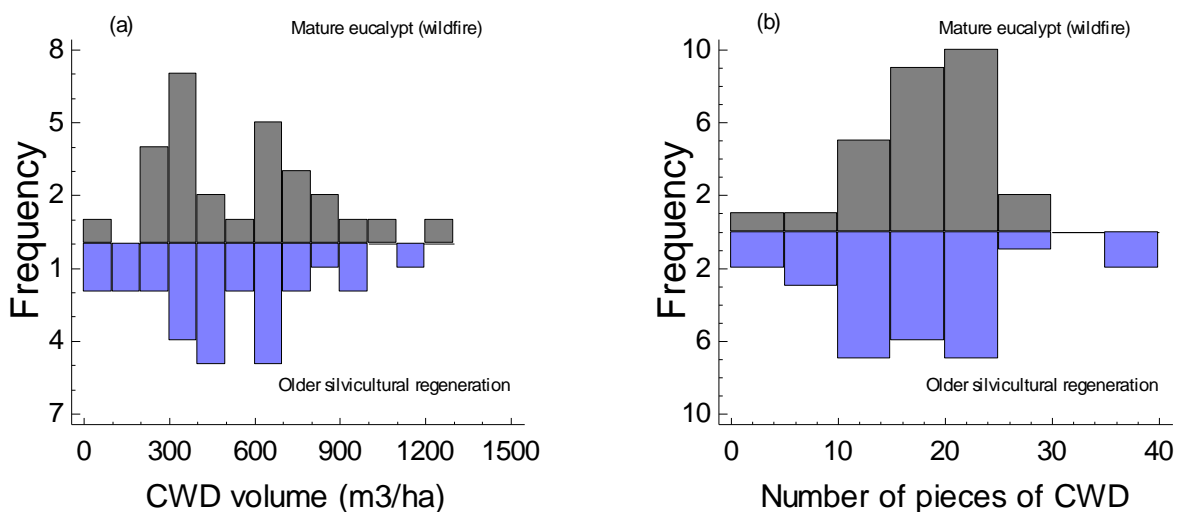 (a)
Mature eucalypt (wildfire)
8
5
2
1
4
7
Frequency
Older silvicultural regeneration
0 300 600 900 1200 1500
CWD volume (m3/ha)
(b)
Mature eucalypt (wildfire)
10
6
2
2
6
10
Frequency
Older silvicultural regeneration
0 10 20 30 40
Number of pieces of CWD